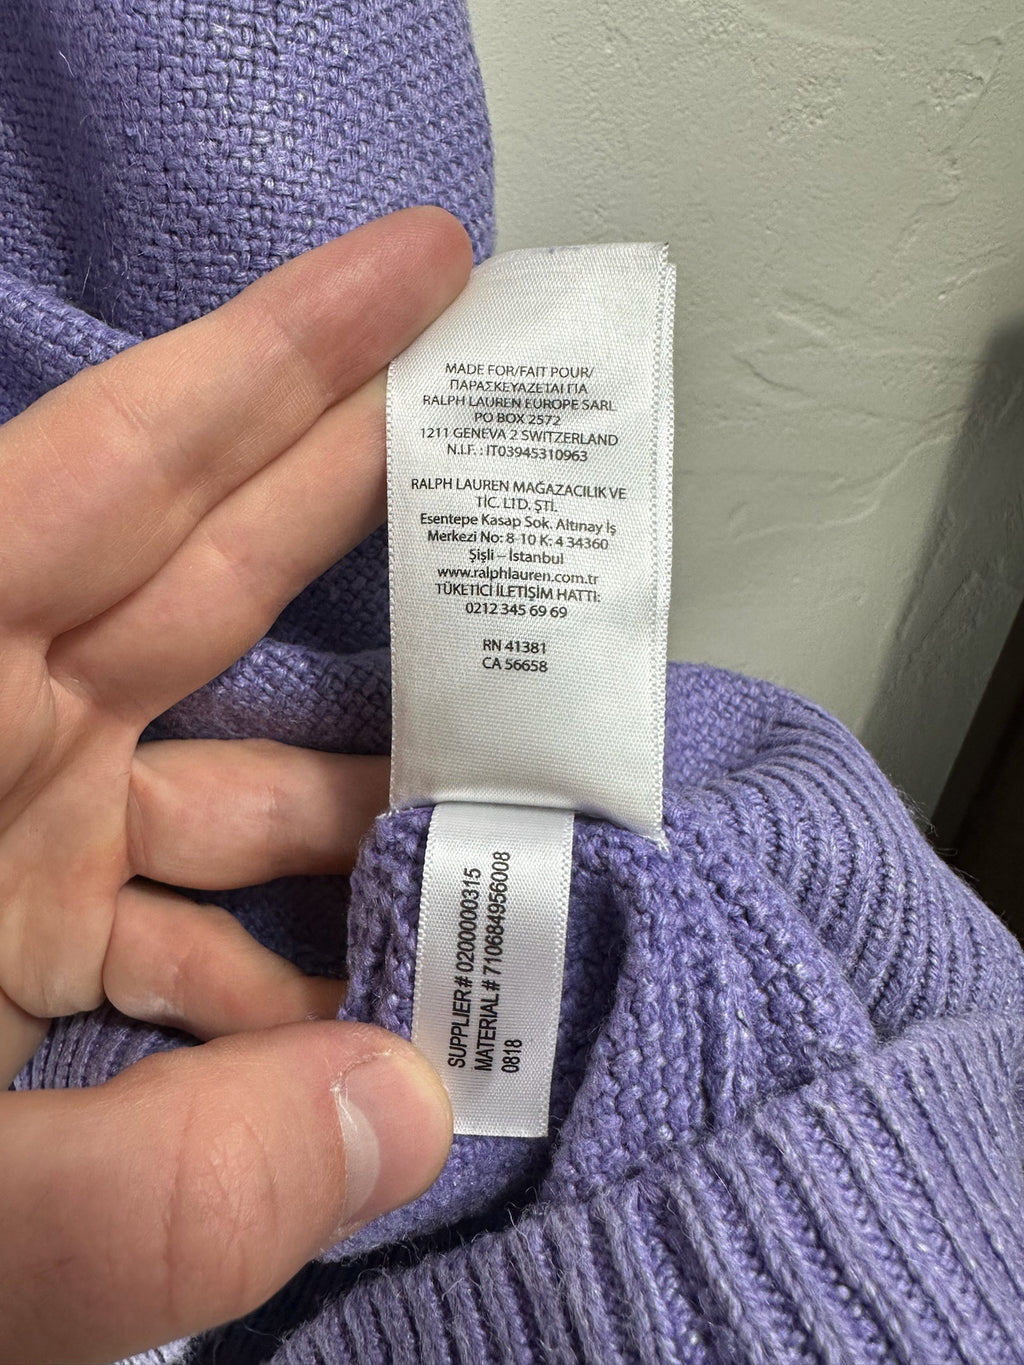 MADE FOR/FAIT POUR/
ΠΑΡΑΣΚΕΥΑΖΕΤΑΙ ΓΙΑ
RALPH LAUREN EUROPE SARL
PO BOX 2572
1211 GENEVA 2 SWITZERLAND
N.I.F. : IT03945310963
RALPH LAUREN MAĞAZACILIK VE
TİC. LTD. ŞTİ.
Esentepe Kasap Sok. Altınay İş
Merkezi No: 8-10 K: 4 34360
Şişli – İstanbul
www.ralphlauren.com.tr
TÜKETİCİ İLETİŞİM HATTI:
0212 345 69 69
RN 41381
CA 56658
SUPPLIER# 0200000315
MATERIAL# 710684956008
0818